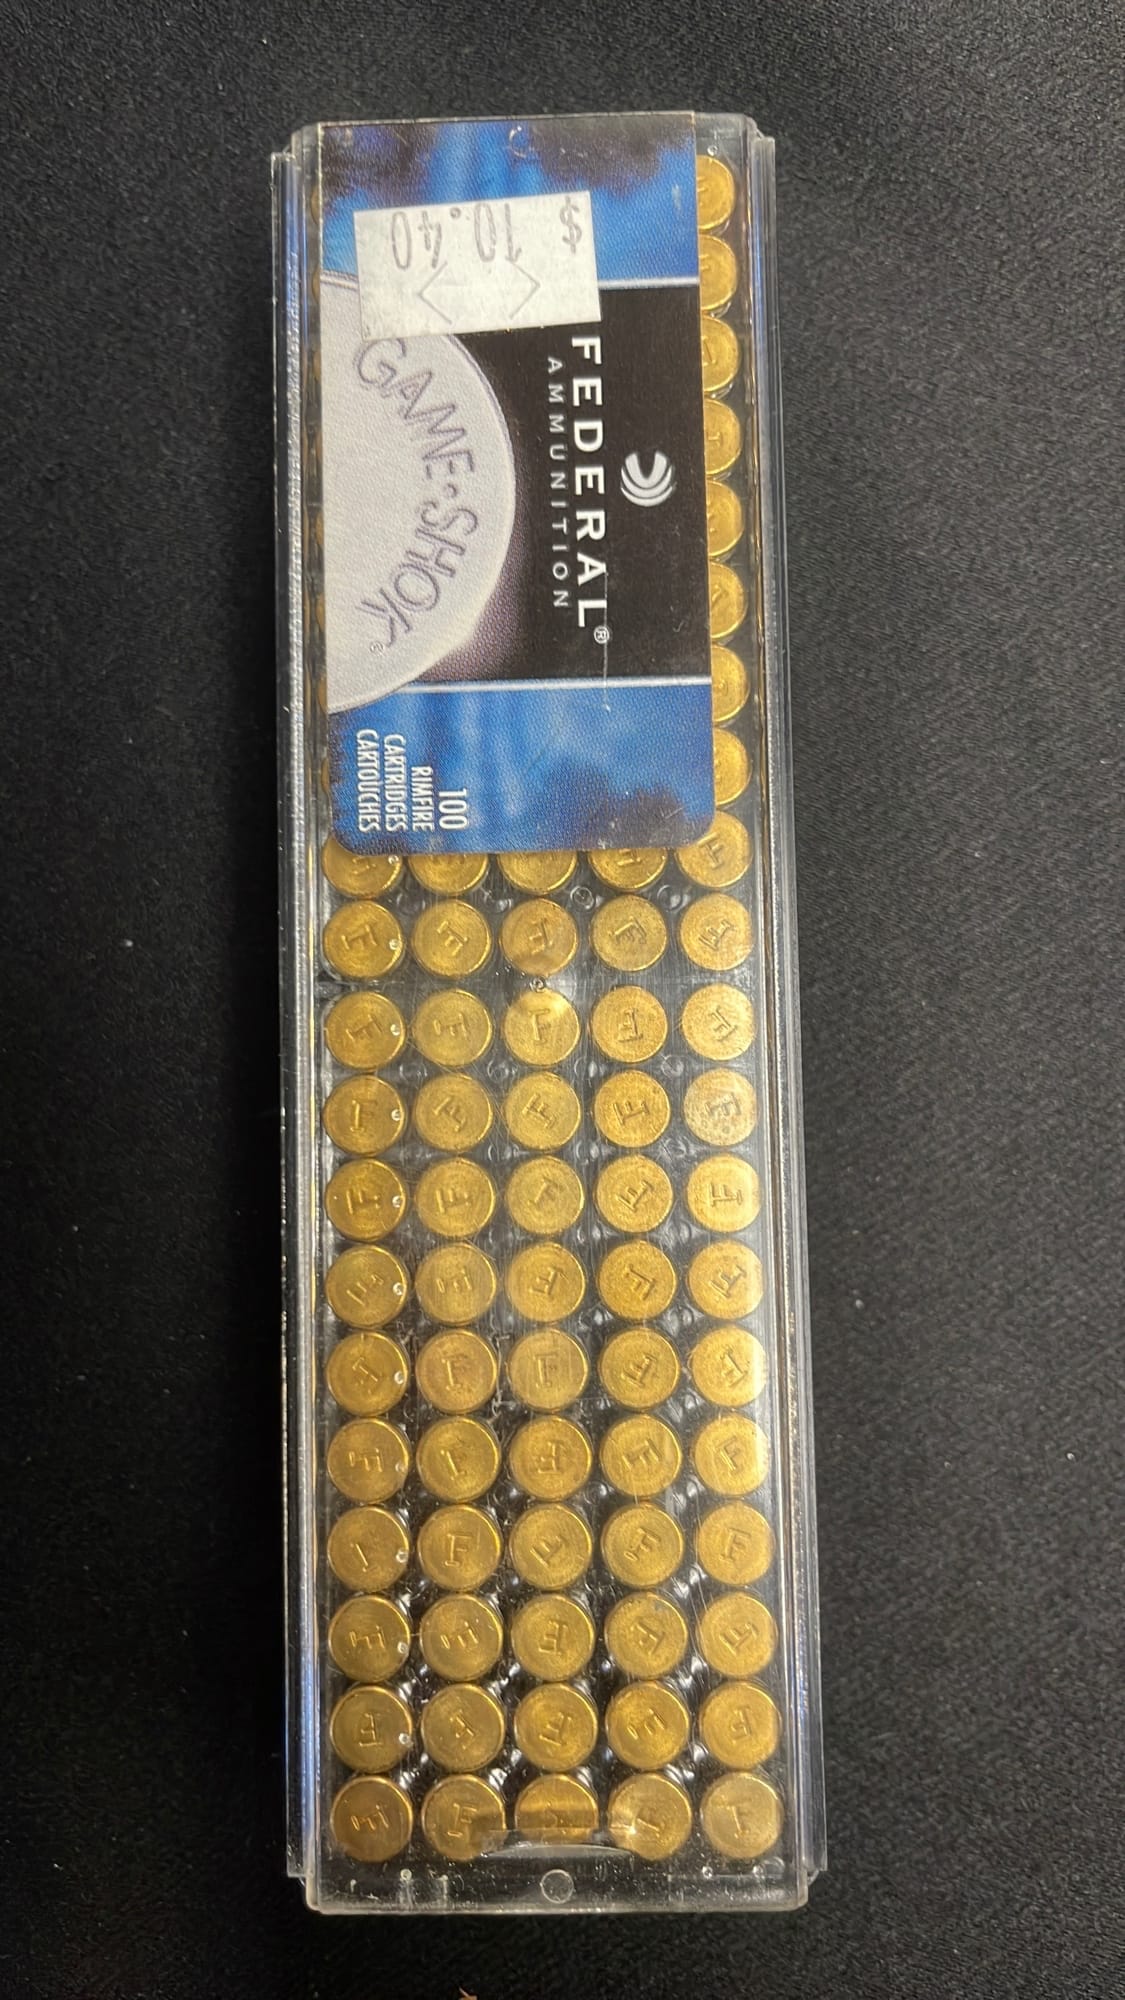 $ 10.40
FEDERAL®
AMMUNITION
GAME·SHOK®
100
RIMFIRE
CARTRIDGES
CARTOUCHES